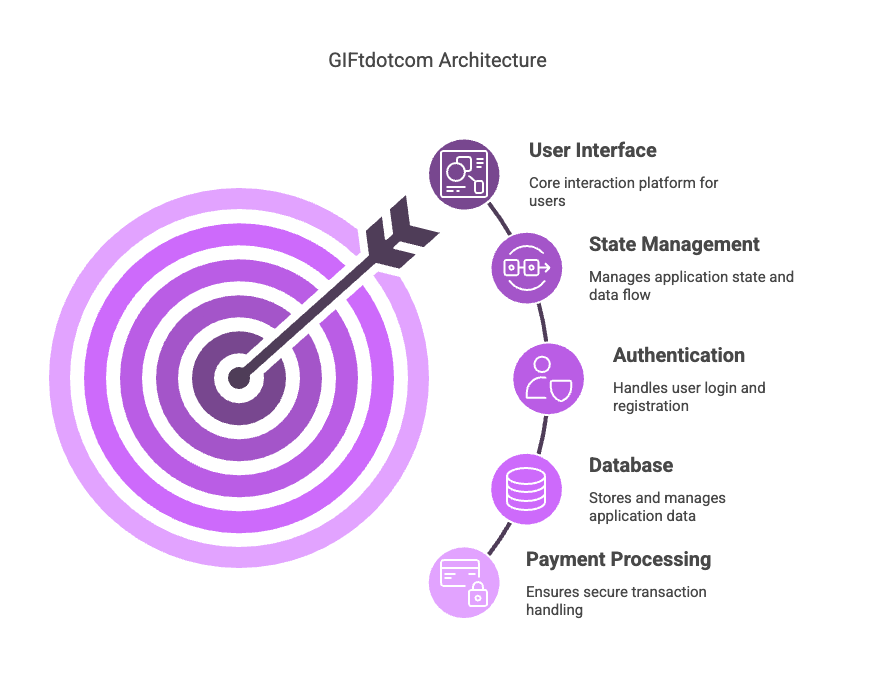 GIFtdotcom Architecture
User Interface
Core interaction platform for
users
State Management
Manages application state and
data flow
Authentication
Handles user login and
registration
Database
Stores and manages
application data
Payment Processing
Ensures secure transaction
handling